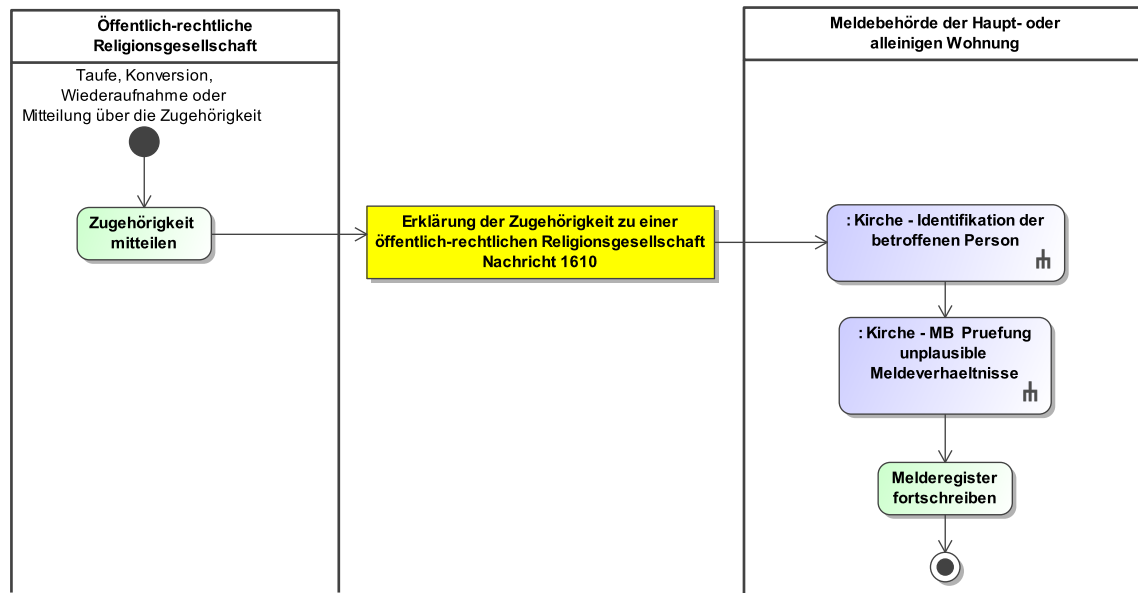 Öffentlich-rechtliche
Religionsgesellschaft
Taufe, Konversion,
Wiederaufnahme oder
Mitteilung über die Zugehörigkeit
Zugehörigkeit
mitteilen
Erklärung der Zugehörigkeit zu einer
öffentlich-rechtlichen Religionsgesellschaft
Nachricht 1610
Meldebehörde der Haupt- oder
alleinigen Wohnung
: Kirche - Identifikation der
betroffenen Person
: Kirche - MB Pruefung
unplausible
Meldeverhaeltnisse
Melderegister
fortschreiben